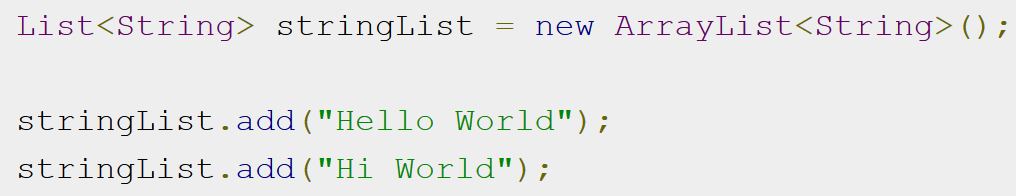 List<String> stringList = new ArrayList<String>();
stringList.add("Hello World");
stringList.add("Hi World");